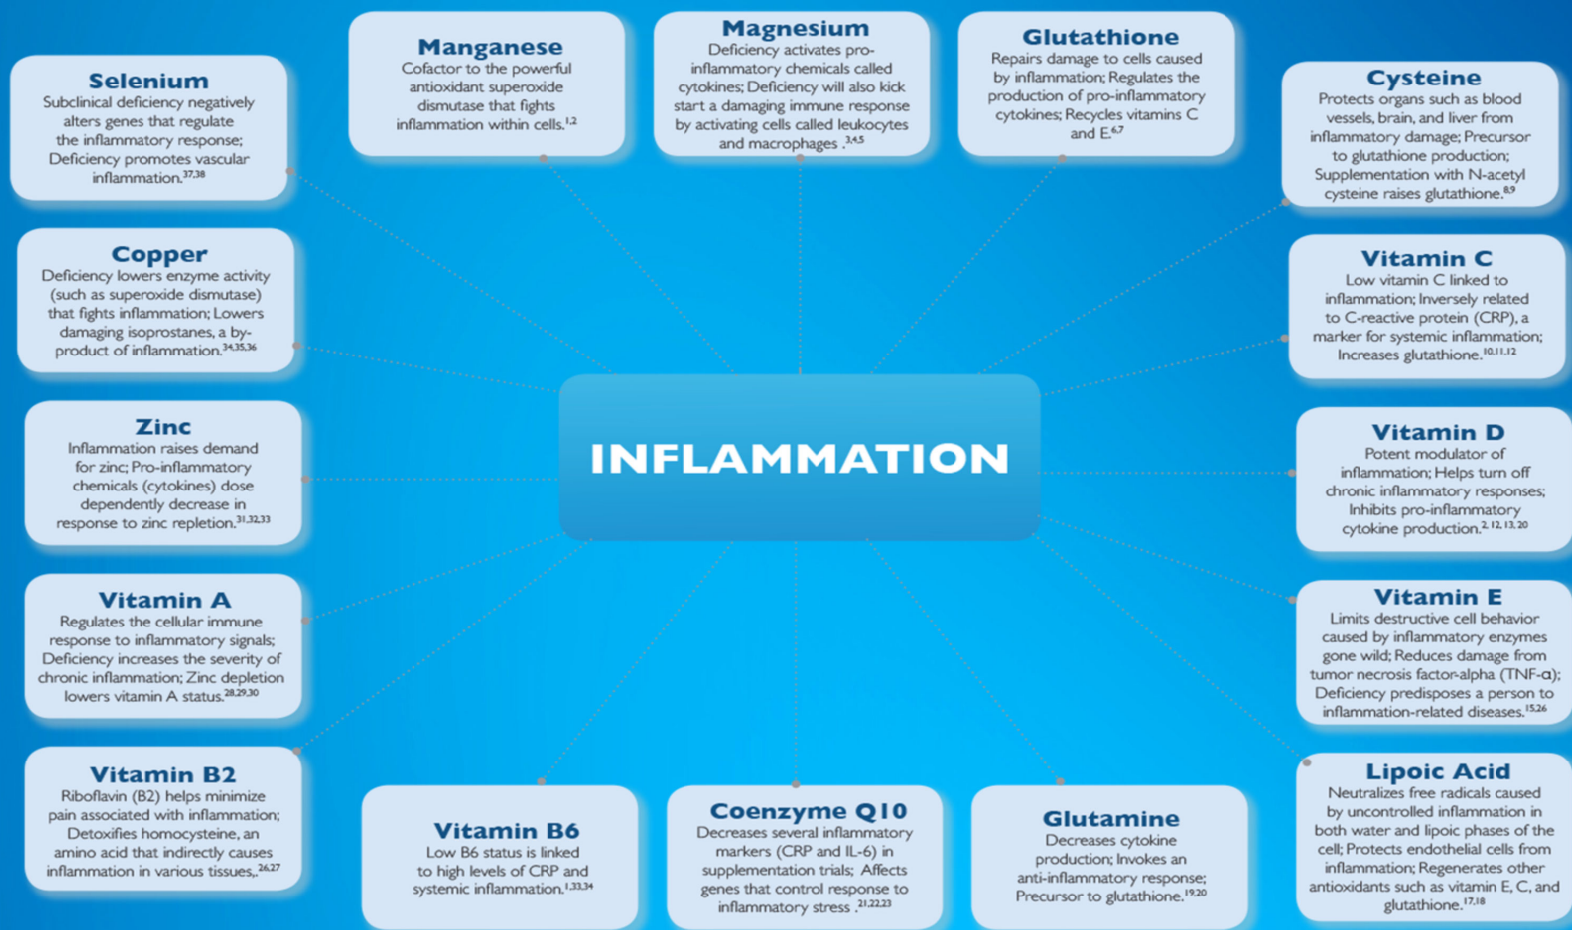 Manganese
Cofactor to the powerful
antioxidant superoxide
dismutase that fights
inflammation within cells.1,2
Magnesium
Deficiency activates pro-
inflammatory chemicals called
cytokines; Deficiency will also kick
start a damaging immune response
by activating cells called leukocytes
and macrophages .3,4,5
Glutathione
Repairs damage to cells caused
by inflammation; Regulates the
production of pro-inflammatory
cytokines; Recycles vitamins C
and E.6,7
Cysteine
Protects organs such as blood
vessels, brain, and liver from
inflammatory damage; Precursor
to glutathione production;
Supplementation with N-acetyl
cysteine raises glutathione.8,9
Vitamin C
Low vitamin C linked to
inflammation; Inversely related
to C-reactive protein (CRP), a
marker for systemic inflammation;
Increases glutathione.10,11,12
Vitamin D
Potent modulator of
inflammation; Helps turn off
chronic inflammatory responses;
Inhibits pro-inflammatory
cytokine production.2, 12, 13, 20
Vitamin E
Limits destructive cell behavior
caused by inflammatory enzymes
gone wild; Reduces damage from
tumor necrosis factor-alpha (TNF-α);
Deficiency predisposes a person to
inflammation-related diseases.15,26
Lipoic Acid
Neutralizes free radicals caused
by uncontrolled inflammation in
both water and lipoic phases of the
cell; Protects endothelial cells from
inflammation; Regenerates other
antioxidants such as vitamin E, C, and
glutathione.17,18
Glutamine
Decreases cytokine
production; Invokes an
anti-inflammatory response;
Precursor to glutathione.19,20
Coenzyme Q10
Decreases several inflammatory
markers (CRP and IL-6) in
supplementation trials; Affects
genes that control response to
inflammatory stress .21,22,23
Vitamin B6
Low B6 status is linked
to high levels of CRP and
systemic inflammation.1,33,34
Vitamin B2
Riboflavin (B2) helps minimize
pain associated with inflammation;
Detoxifies homocysteine, an
amino acid that indirectly causes
inflammation in various tissues,.26,27
Vitamin A
Regulates the cellular immune
response to inflammatory signals;
Deficiency increases the severity of
chronic inflammation; Zinc depletion
lowers vitamin A status.28,29,30
Zinc
Inflammation raises demand
for zinc; Pro-inflammatory
chemicals (cytokines) dose
dependently decrease in
response to zinc repletion.31,32,33
Copper
Deficiency lowers enzyme activity
(such as superoxide dismutase)
that fights inflammation; Lowers
damaging isoprostanes, a by-
product of inflammation.34,35,36
Selenium
Subclinical deficiency negatively
alters genes that regulate
the inflammatory response;
Deficiency promotes vascular
inflammation.37,38
INFLAMMATION